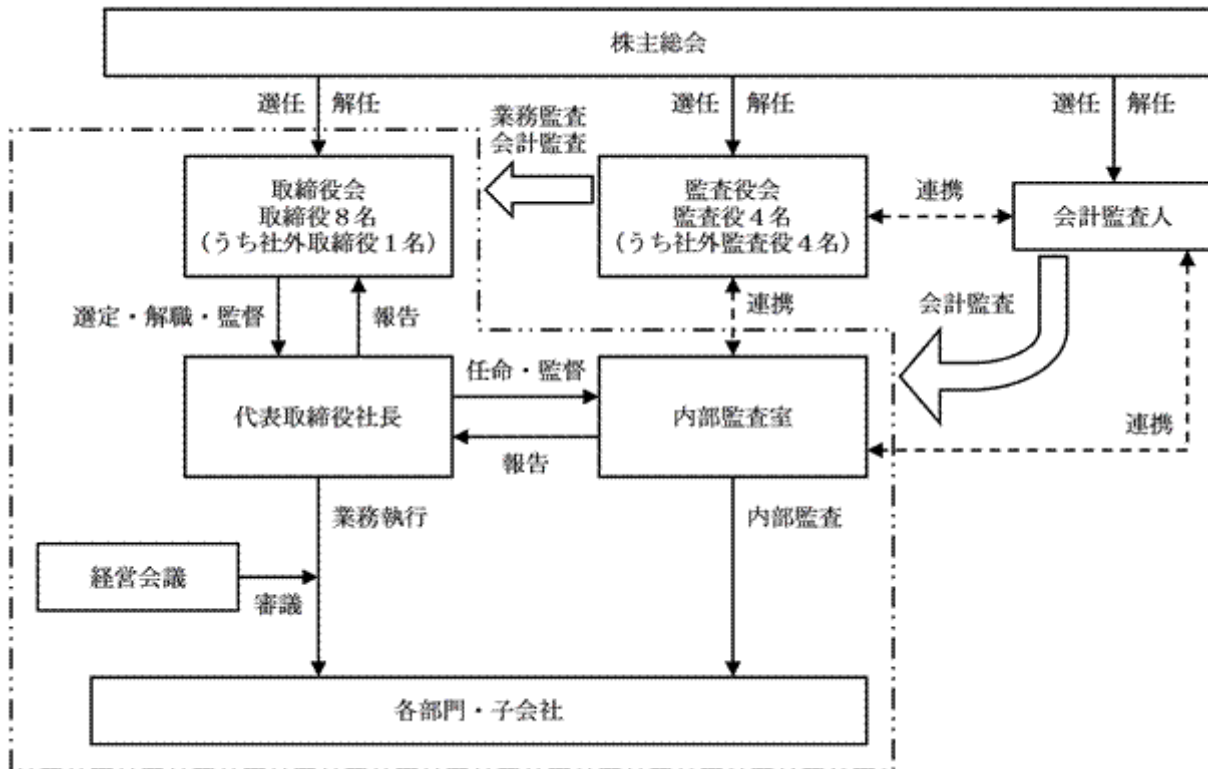 株主総会
選任 解任
選任 解任
選任 解任
業務監査
会計監査
取締役会
取締役8名
(うち社外取締役1名)
監査役会
監査役4名
(うち社外監査役4名)
連携
会計監査人
選定・解職・監督
報告
連携
会計監査
代表取締役社長
任命・監督
報告
内部監査室
連携
業務執行
内部監査
経営会議
審議
各部門・子会社